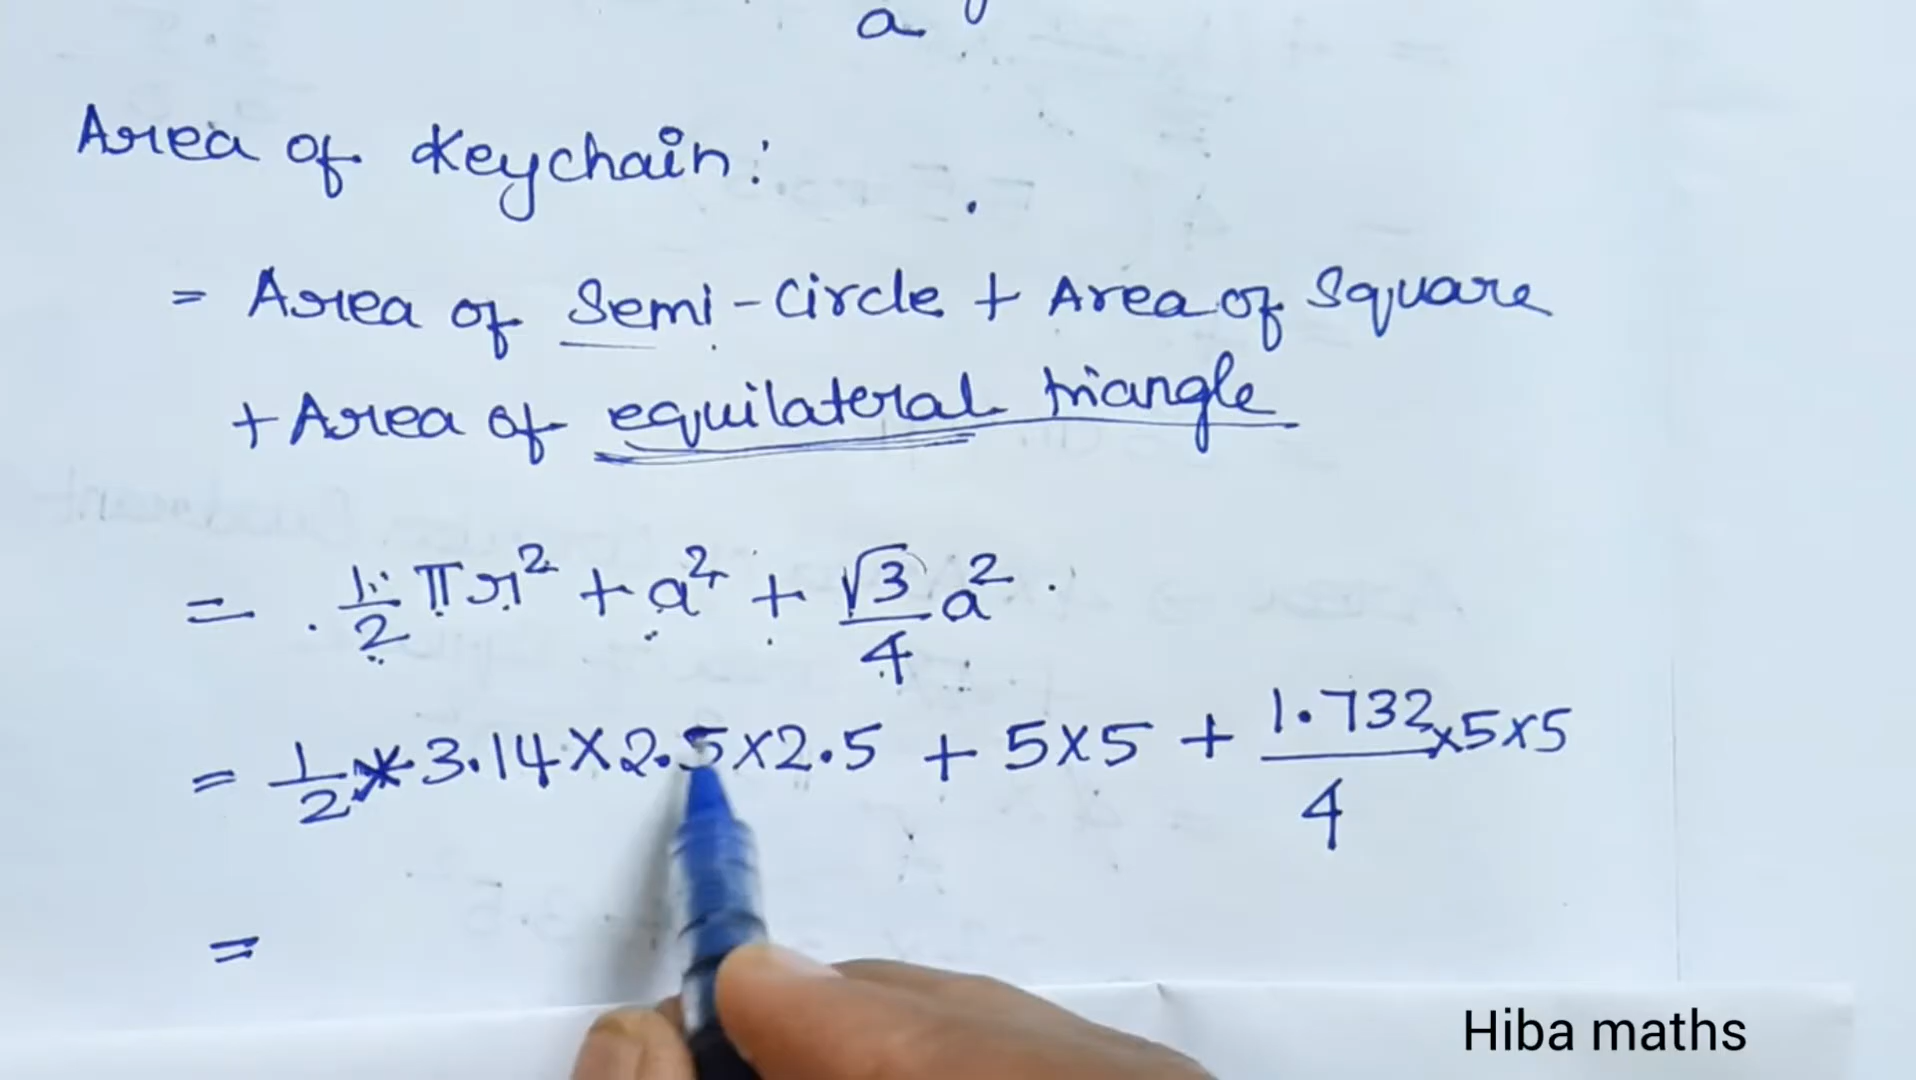 a
Area of Keychain:
= Area of Semi-Circle + Area of Square
+ Area of equilateral triangle
= 1/2 πr² + a² + √3/4 a²
= 1/2 × 3.14 × 2.5 × 2.5 + 5 × 5 + 1.732/4 × 5 × 5
=
Hiba maths